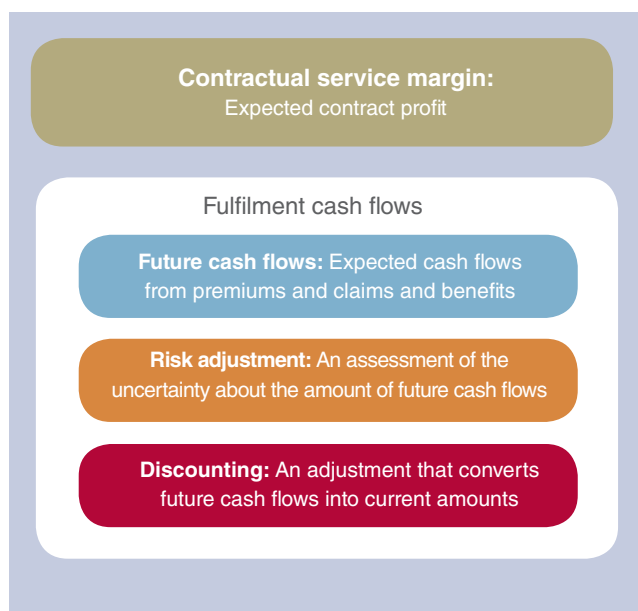 Contractual service margin:
Expected contract profit
Fulfilment cash flows
Future cash flows: Expected cash flows
from premiums and claims and benefits
Risk adjustment: An assessment of the
uncertainty about the amount of future cash flows
Discounting: An adjustment that converts
future cash flows into current amounts